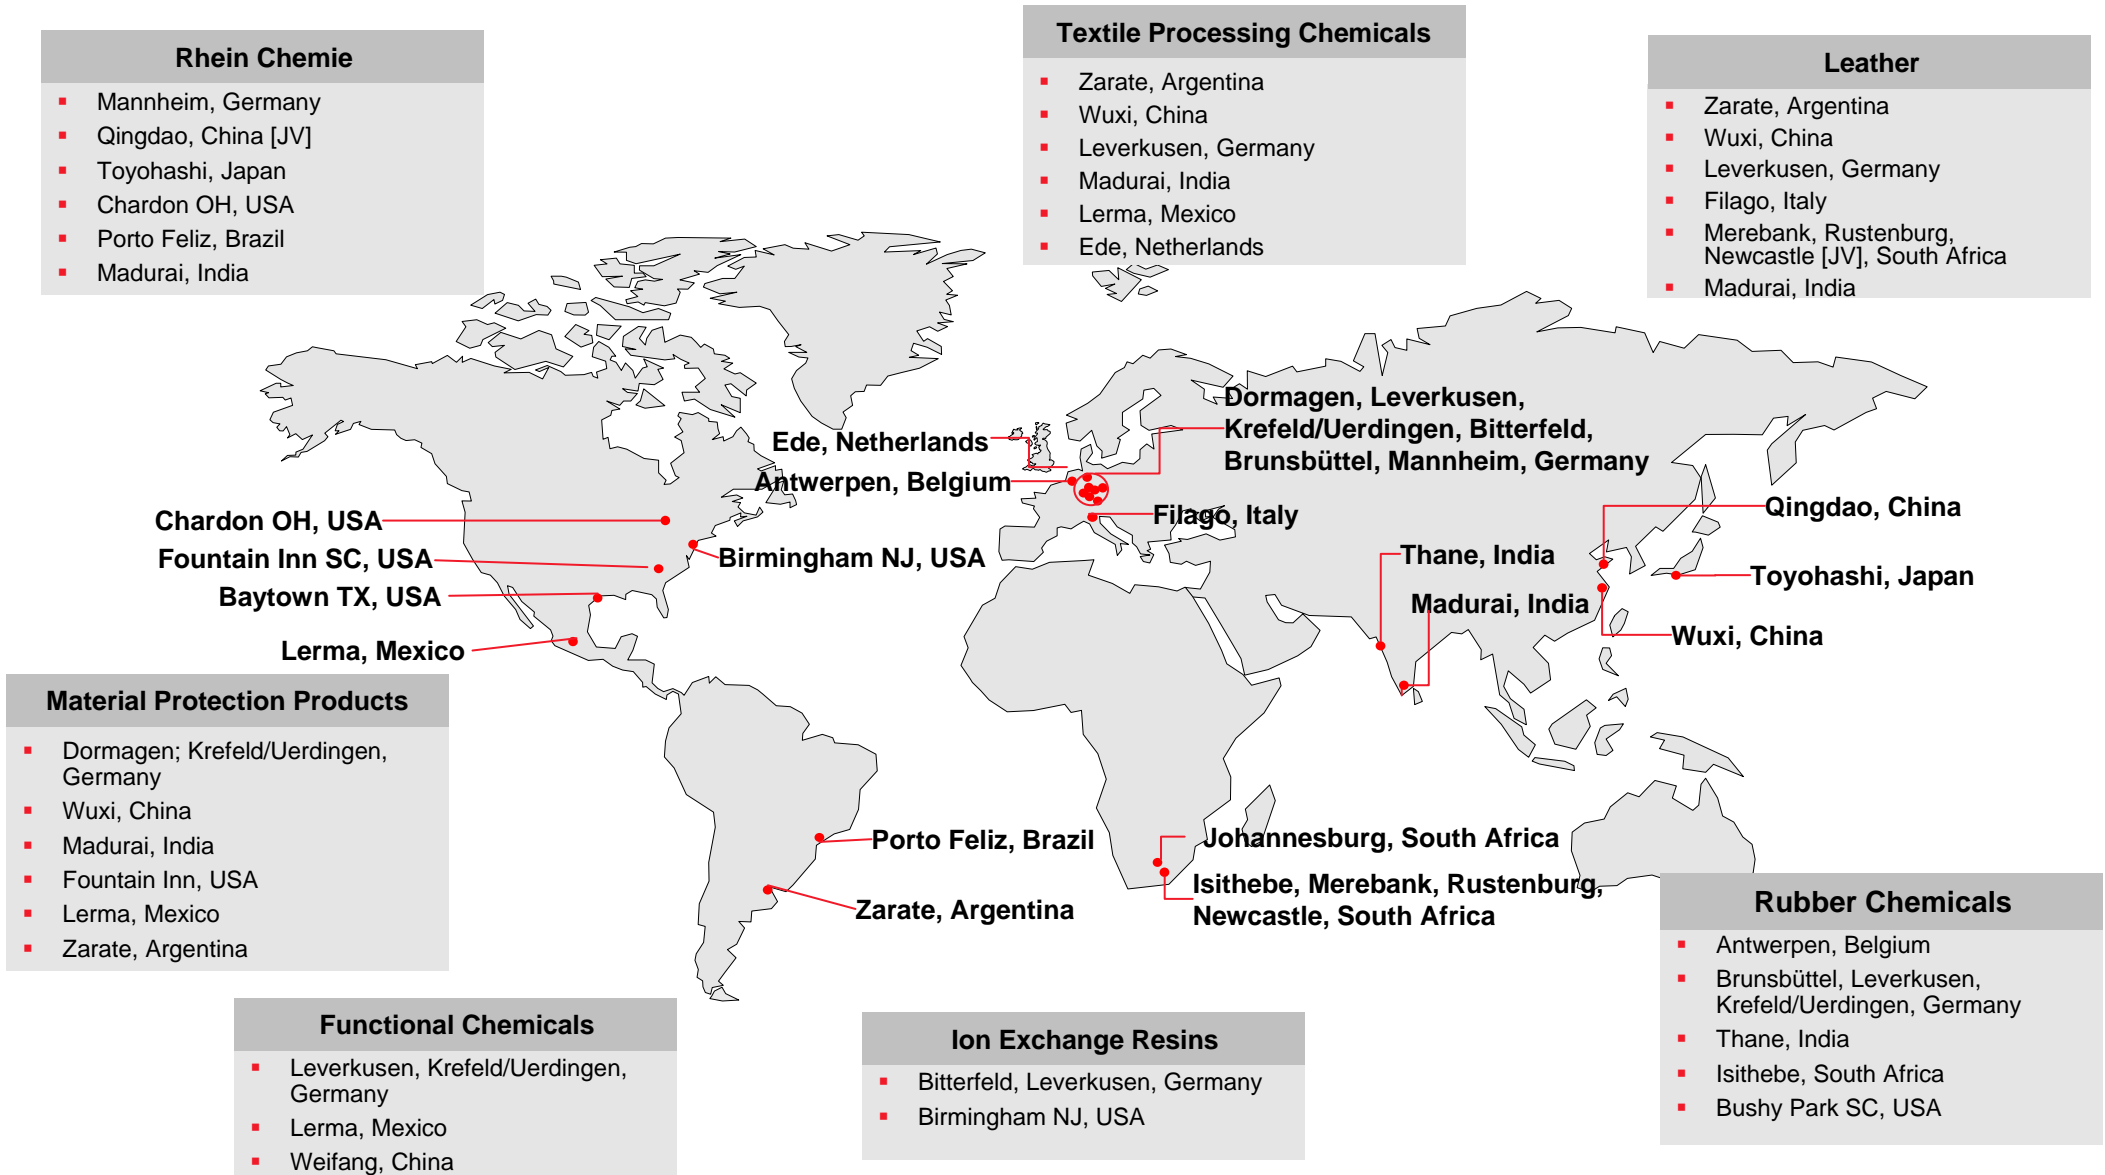 Rhein Chemie
Mannheim, Germany
Qingdao, China [JV]
Toyohashi, Japan
Chardon OH, USA
Porto Feliz, Brazil
Madurai, India
Textile Processing Chemicals
Zarate, Argentina
Wuxi, China
Leverkusen, Germany
Madurai, India
Lerma, Mexico
Ede, Netherlands
Leather
Zarate, Argentina
Wuxi, China
Leverkusen, Germany
Filago, Italy
Merebank, Rustenburg,
Newcastle [JV], South Africa
Madurai, India
Dormagen, Leverkusen,
Krefeld/Uerdingen, Bitterfeld,
Brunsbüttel, Mannheim, Germany
Ede, Netherlands
Antwerpen, Belgium
Filago, Italy
Qingdao, China
Chardon OH, USA
Fountain Inn SC, USA
Birmingham NJ, USA
Baytown TX, USA
Lerma, Mexico
Thane, India
Madurai, India
Toyohashi, Japan
Wuxi, China
Porto Feliz, Brazil
Zarate, Argentina
Johannesburg, South Africa
Isithebe, Merebank, Rustenburg,
Newcastle, South Africa
Material Protection Products
Dormagen; Krefeld/Uerdingen,
Germany
Wuxi, China
Madurai, India
Fountain Inn, USA
Lerma, Mexico
Zarate, Argentina
Functional Chemicals
Leverkusen, Krefeld/Uerdingen,
Germany
Lerma, Mexico
Weifang, China
Ion Exchange Resins
Bitterfeld, Leverkusen, Germany
Birmingham NJ, USA
Rubber Chemicals
Antwerpen, Belgium
Brunsbüttel, Leverkusen,
Krefeld/Uerdingen, Germany
Thane, India
Isithebe, South Africa
Bushy Park SC, USA